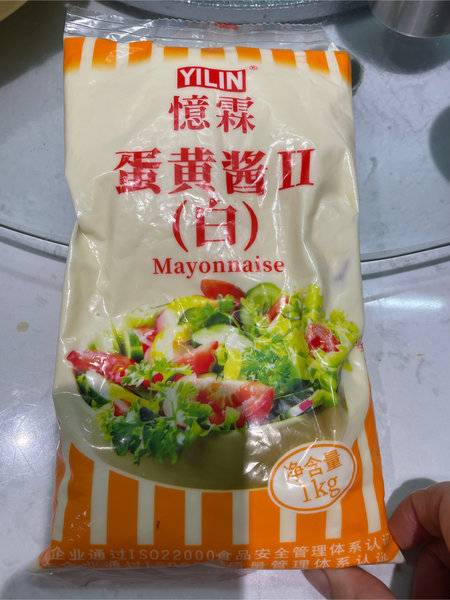 YILIN®
憶霖
蛋黄酱II
(白)
Mayonnaise
净含量
1kg
企业通过ISO22000食品安全管理体系认